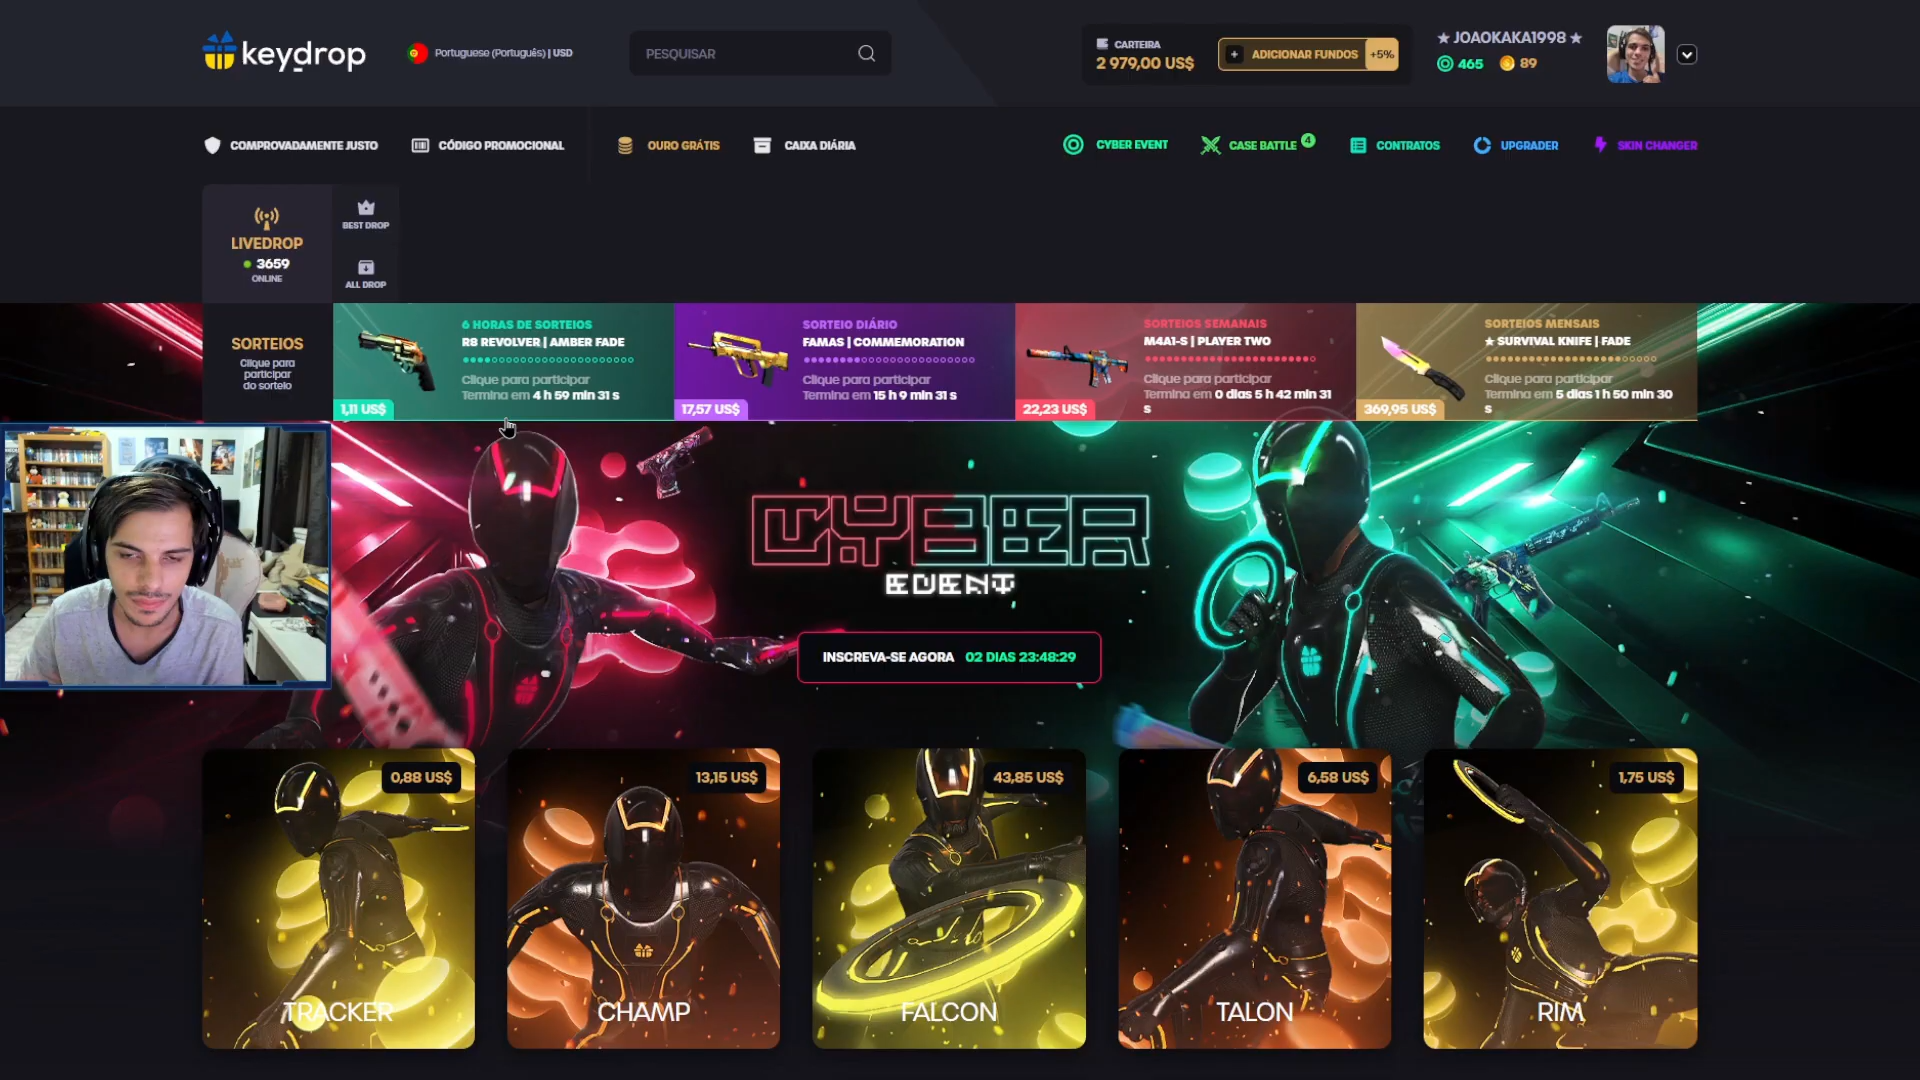 keydrop
Portuguese (Português) | USD
PESQUISAR
CARTEIRA
2 979,00 US$
+ ADICIONAR FUNDOS +5%
★ JOAOKAKA1998 ★
465 89
COMPROVADAMENTE JUSTO
CÓDIGO PROMOCIONAL
OURO GRÁTIS
CAIXA DIÁRIA
CYBER EVENT
CASE BATTLE 4
CONTRATOS
UPGRADER
SKIN CHANGER
LIVEDROP
3659
ONLINE
BEST DROP
ALL DROP
SORTEIOS
Clique para
participar
do sorteio
6 HORAS DE SORTEIOS
R8 REVOLVER | AMBER FADE
Clique para participar
Termina em 4 h 59 min 31 s
1,11 US$
SORTEIO DIÁRIO
FAMAS | COMMEMORATION
Clique para participar
Termina em 15 h 9 min 31 s
17,57 US$
SORTEIOS SEMANAIS
M4A1-S | PLAYER TWO
Clique para participar
Termina em 0 dias 5 h 42 min 31
s
22,23 US$
SORTEIOS MENSAIS
★ SURVIVAL KNIFE | FADE
Clique para participar
Termina em 5 dias 1 h 50 min 30
s
369,95 US$
CYBER
EVENT
INSCREVA-SE AGORA 02 DIAS 23:48:29
0,88 US$
TRACKER
13,15 US$
CHAMP
43,85 US$
FALCON
6,58 US$
TALON
1,75 US$
RIM